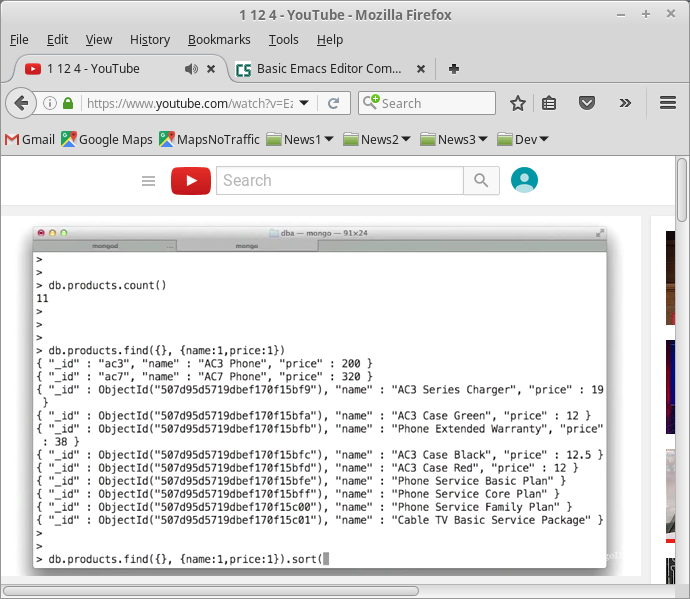 1 12 4 - YouTube - Mozilla Firefox
File Edit View History Bookmarks Tools Help
1 12 4 - YouTube
Basic Emacs Editor Com...
https://www.youtube.com/watch?v=Ez
Search
Gmail Google Maps MapsNoTraffic News1 News2 News3 Dev
Search
dba — mongo — 91×24
mongod ... mongo
>
>
> db.products.count()
11
>
>
>
> db.products.find({}, {name:1,price:1})
{ "_id" : "ac3", "name" : "AC3 Phone", "price" : 200 }
{ "_id" : "ac7", "name" : "AC7 Phone", "price" : 320 }
{ "_id" : ObjectId("507d95d5719dbef170f15bf9"), "name" : "AC3 Series Charger", "price" : 19
}
{ "_id" : ObjectId("507d95d5719dbef170f15bfa"), "name" : "AC3 Case Green", "price" : 12 }
{ "_id" : ObjectId("507d95d5719dbef170f15bfb"), "name" : "Phone Extended Warranty", "price"
: 38 }
{ "_id" : ObjectId("507d95d5719dbef170f15bfc"), "name" : "AC3 Case Black", "price" : 12.5 }
{ "_id" : ObjectId("507d95d5719dbef170f15bfd"), "name" : "AC3 Case Red", "price" : 12 }
{ "_id" : ObjectId("507d95d5719dbef170f15bfe"), "name" : "Phone Service Basic Plan" }
{ "_id" : ObjectId("507d95d5719dbef170f15bff"), "name" : "Phone Service Core Plan" }
{ "_id" : ObjectId("507d95d5719dbef170f15c00"), "name" : "Phone Service Family Plan" }
{ "_id" : ObjectId("507d95d5719dbef170f15c01"), "name" : "Cable TV Basic Service Package" }
>
>
> db.products.find({}, {name:1,price:1}).sort(